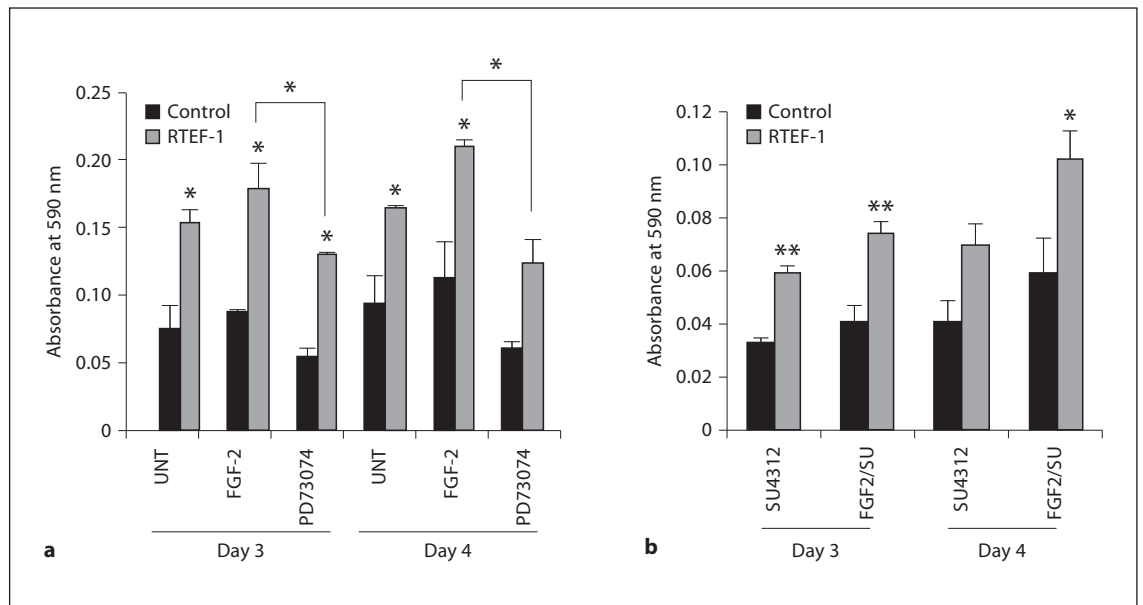 *
*
0.25
Control
RTEF-1
0.20
0.15
0.10
0.05
0
Absorbance at 590 nm
*
*
*
*
*
UNT
FGF-2
PD73074
UNT
FGF-2
PD73074
Day 3
Day 4
a
0.12
Control
RTEF-1
0.10
0.08
0.06
0.04
0.02
0
Absorbance at 590 nm
**
**
*
SU4312
FGF2/SU
SU4312
FGF2/SU
Day 3
Day 4
b